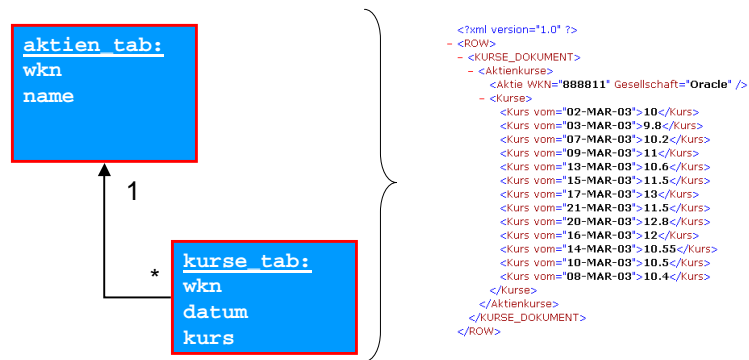 aktien_tab:
wkn
name
1
*
kurse_tab:
wkn
datum
kurs
<?xml version="1.0" ?>
- <ROW>
- <KURSE_DOKUMENT>
- <Aktienkurse>
<Aktie WKN="888811" Gesellschaft="Oracle" />
- <Kurse>
<Kurs vom="02-MAR-03">10</Kurs>
<Kurs vom="03-MAR-03">9.8</Kurs>
<Kurs vom="07-MAR-03">10.2</Kurs>
<Kurs vom="09-MAR-03">11</Kurs>
<Kurs vom="13-MAR-03">10.6</Kurs>
<Kurs vom="15-MAR-03">11.5</Kurs>
<Kurs vom="17-MAR-03">13</Kurs>
<Kurs vom="21-MAR-03">11.5</Kurs>
<Kurs vom="20-MAR-03">12.8</Kurs>
<Kurs vom="16-MAR-03">12</Kurs>
<Kurs vom="14-MAR-03">10.55</Kurs>
<Kurs vom="10-MAR-03">10.5</Kurs>
<Kurs vom="08-MAR-03">10.4</Kurs>
</Kurse>
</Aktienkurse>
</KURSE_DOKUMENT>
</ROW>